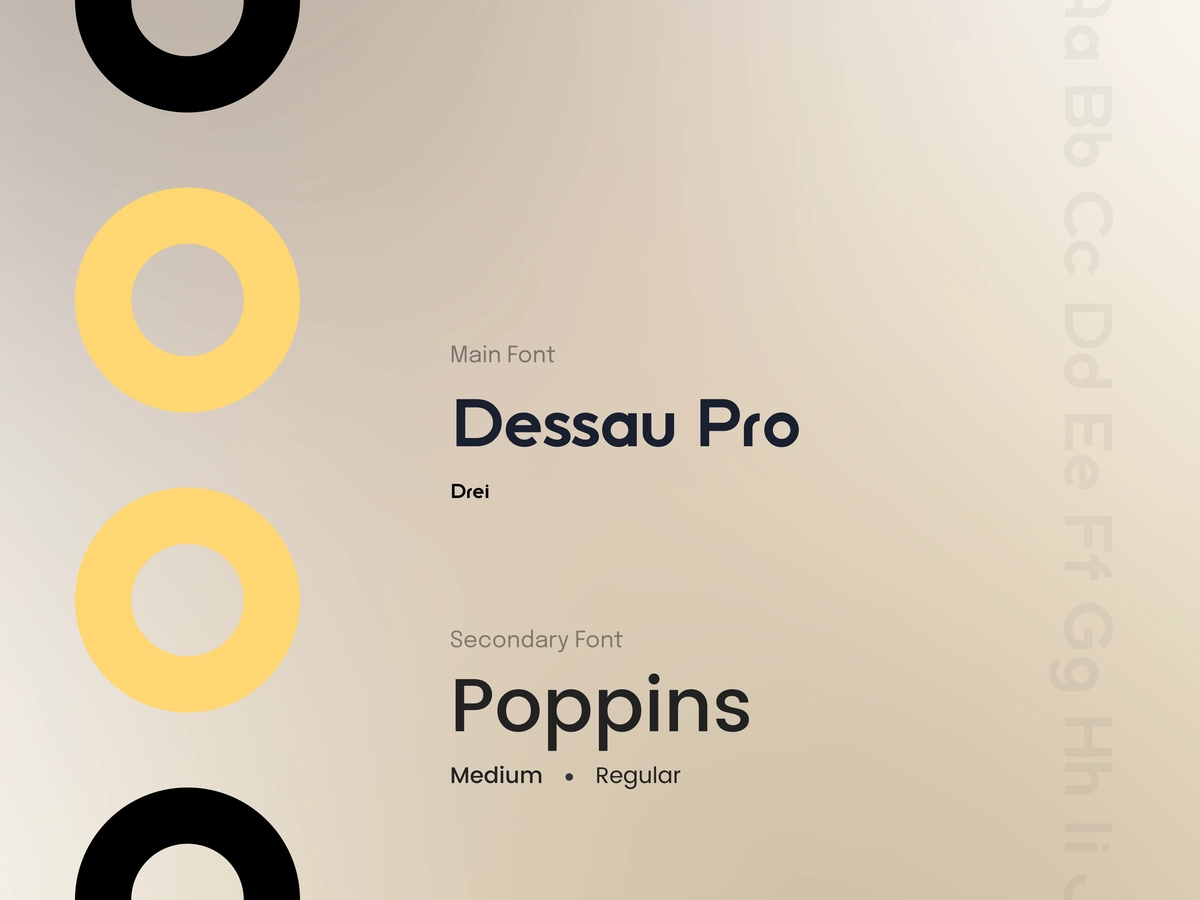 Main Font
Dessau Pro
Drei
Secondary Font
Poppins
Medium • Regular
Aa Bb Cc Dd Ee Ff Gg Hh Ii J